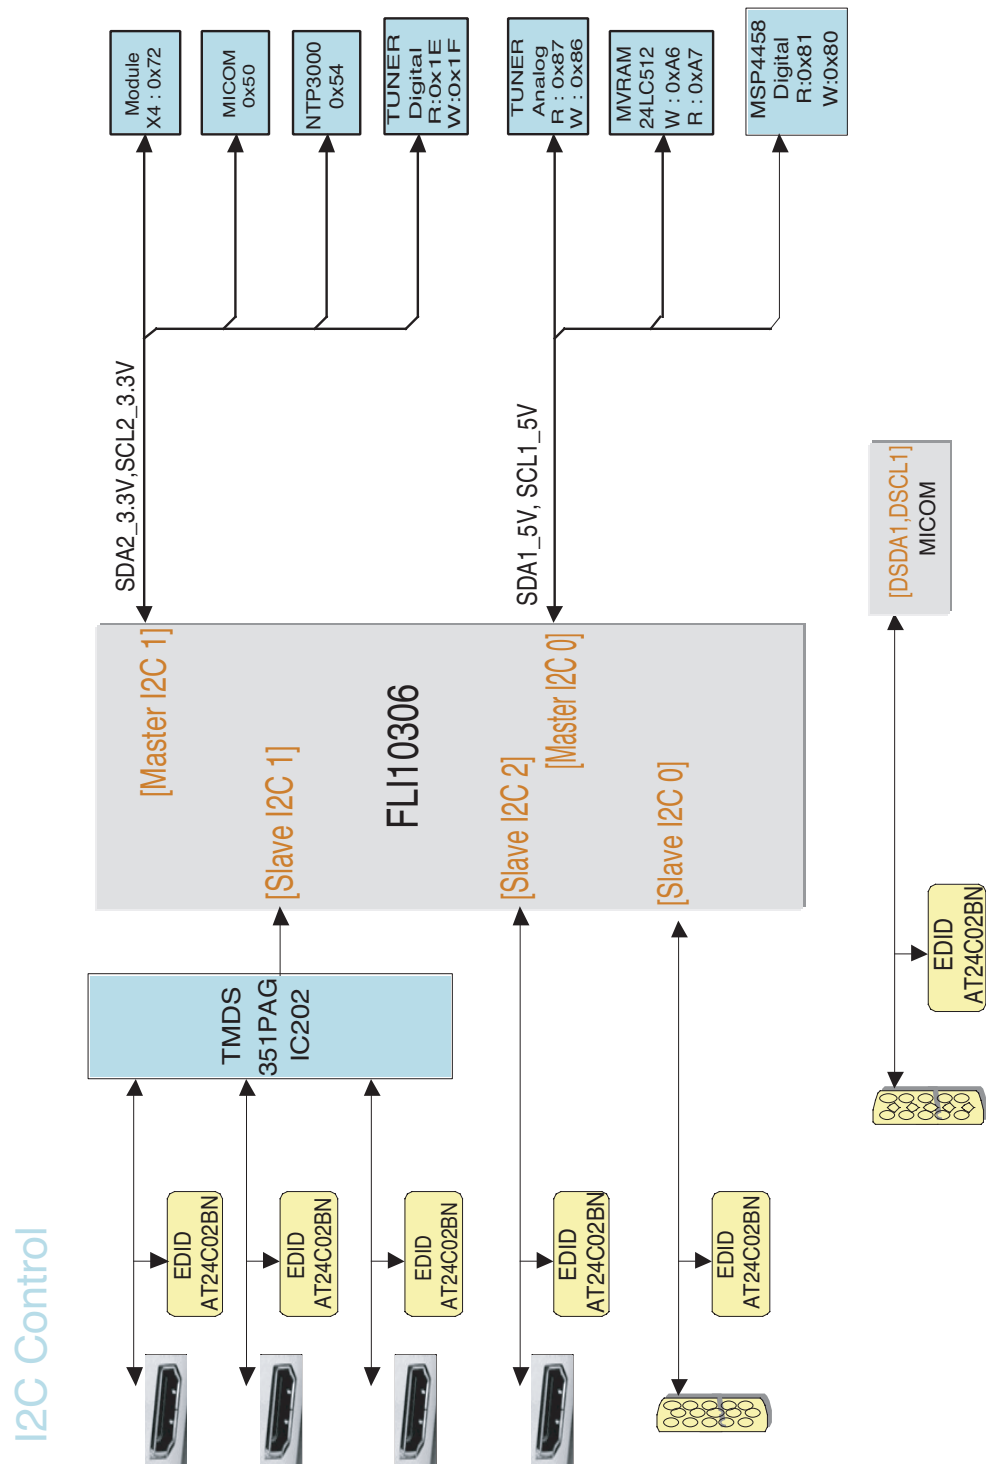 I2C Control
EDID
AT24C02BN
EDID
AT24C02BN
EDID
AT24C02BN
EDID
AT24C02BN
EDID
AT24C02BN
TMDS
351PAG
IC202
[Master I2C 1]
[Slave I2C 1]
FLI10306
[Slave I2C 2]
[Master I2C 0]
[Slave I2C 0]
SDA2_3.3V,SCL2_3.3V
SDA1_5V, SCL1_5V
Module
X4 : 0x72
MICOM
0x50
NTP3000
0x54
TUNER
Digital
R:0x1E
W:0x1F
TUNER
Analog
R : 0x87
W : 0x86
MVRAM
24LC512
W : 0xA6
R : 0xA7
MSP4458
Digital
R:0x81
W:0x80
EDID
AT24C02BN
[DSDA1,DSCL1]
MICOM